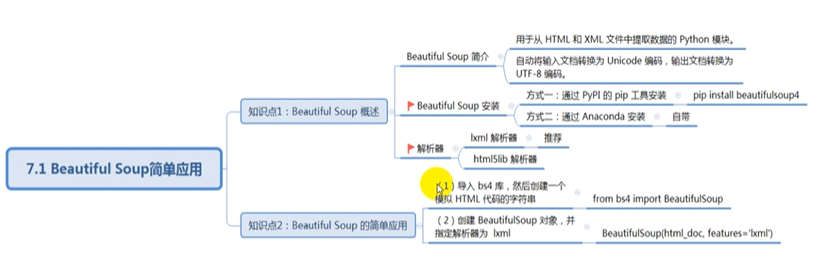 7.1 Beautiful Soup简单应用
知识点1：Beautiful Soup 概述
Beautiful Soup 简介
用于从 HTML 和 XML 文件中提取数据的 Python 模块。
自动将输入文档转换为 Unicode 编码，输出文档转换为
UTF-8 编码。
Beautiful Soup 安装
方式一：通过 PyPI 的 pip 工具安装
pip install beautifulsoup4
方式二：通过 Anaconda 安装
自带
解析器
lxml 解析器
推荐
html5lib 解析器
知识点2：Beautiful Soup 的简单应用
（1）导入 bs4 库，然后创建一个
模拟 HTML 代码的字符串
from bs4 import BeautifulSoup
（2）创建 BeautifulSoup 对象，并
指定解析器为 lxml
BeautifulSoup(html_doc, features='lxml')